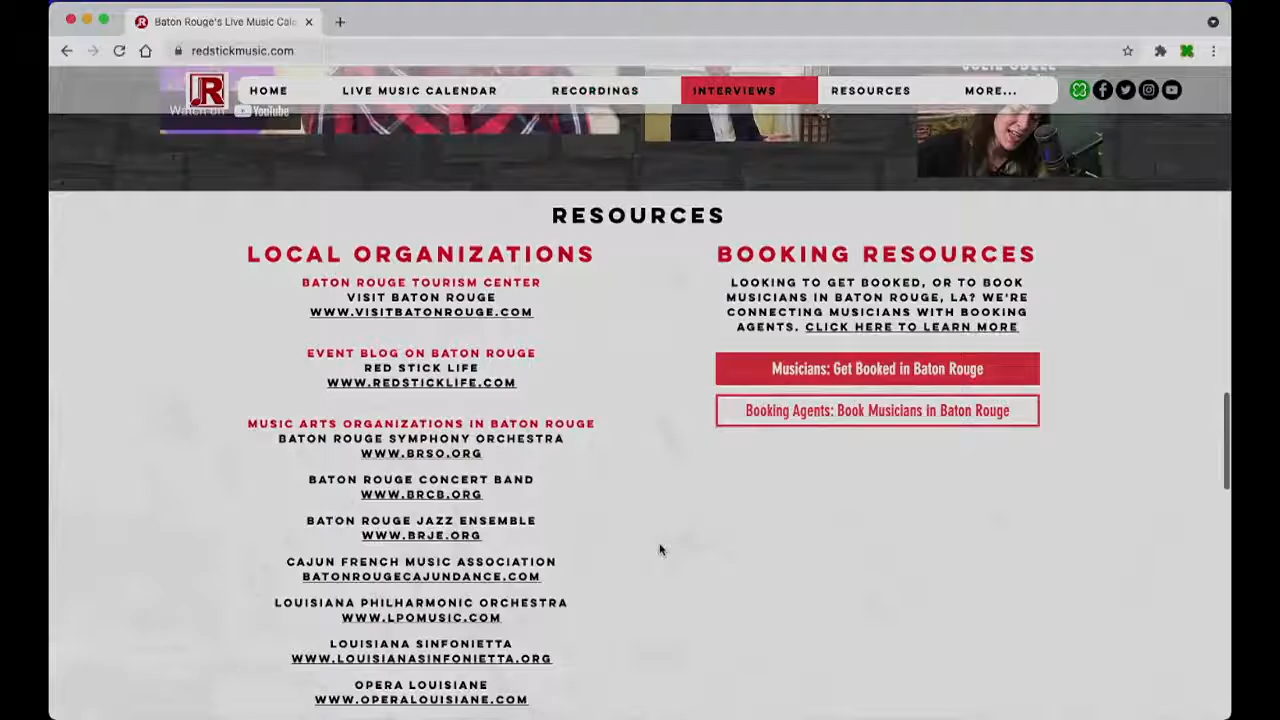 Baton Rouge's Live Music Cale
redstickmusic.com
JULIE ODELL
HOME
LIVE MUSIC CALENDAR
RECORDINGS
INTERVIEWS
RESOURCES
MORE...
Watch on YouTube
RESOURCES
LOCAL ORGANIZATIONS
BATON ROUGE TOURISM CENTER
VISIT BATON ROUGE
WWW.VISITBATONROUGE.COM
EVENT BLOG ON BATON ROUGE
RED STICK LIFE
WWW.REDSTICKLIFE.COM
MUSIC ARTS ORGANIZATIONS IN BATON ROUGE
BATON ROUGE SYMPHONY ORCHESTRA
WWW.BRSO.ORG
BATON ROUGE CONCERT BAND
WWW.BRCB.ORG
BATON ROUGE JAZZ ENSEMBLE
WWW.BRJE.ORG
CAJUN FRENCH MUSIC ASSOCIATION
BATONROUGECAJUNDANCE.COM
LOUISIANA PHILHARMONIC ORCHESTRA
WWW.LPOMUSIC.COM
LOUISIANA SINFONIETTA
WWW.LOUISIANASINFONIETTA.ORG
OPERA LOUISIANE
WWW.OPERALOUISIANE.COM
BOOKING RESOURCES
LOOKING TO GET BOOKED, OR TO BOOK
MUSICIANS IN BATON ROUGE, LA? WE'RE
CONNECTING MUSICIANS WITH BOOKING
AGENTS. CLICK HERE TO LEARN MORE
Musicians: Get Booked in Baton Rouge
Booking Agents: Book Musicians in Baton Rouge